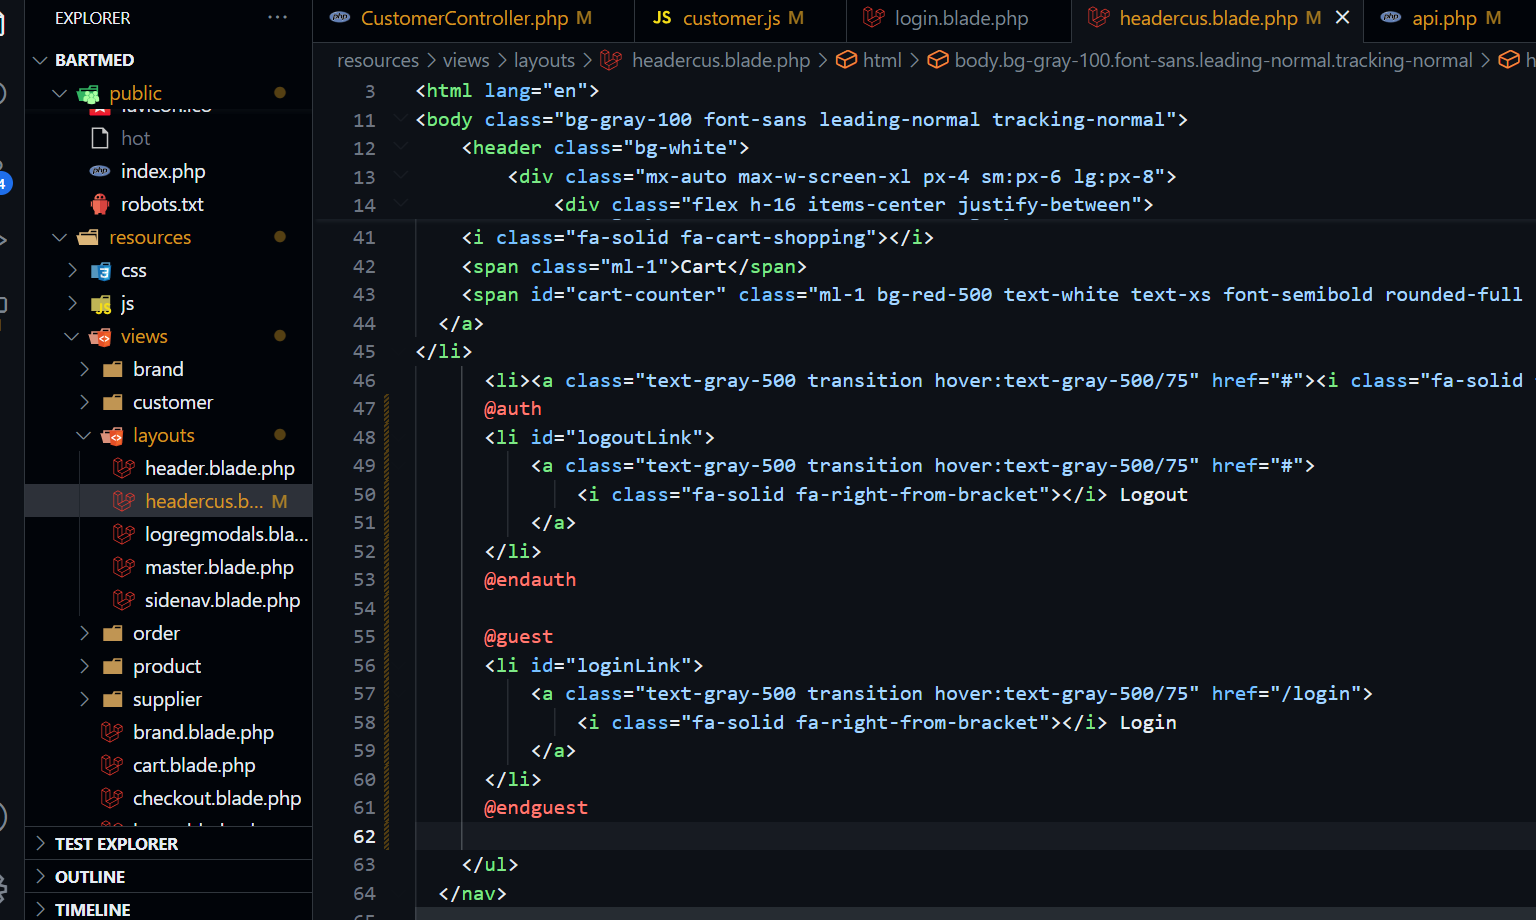 EXPLORER
BARTMED
public
favicon.ico
hot
index.php
robots.txt
resources
css
js
views
brand
customer
layouts
header.blade.php
headercus.b... M
logregmodals.bla...
master.blade.php
sidenav.blade.php
order
product
supplier
brand.blade.php
cart.blade.php
checkout.blade.php
TEST EXPLORER
OUTLINE
TIMELINE
4
php CustomerController.php M
JS customer.js M
login.blade.php
headercus.blade.php M
php api.php M
resources > views > layouts > headercus.blade.php > html > body.bg-gray-100.font-sans.leading-normal.tracking-normal > h
3 <html lang="en">
11 <body class="bg-gray-100 font-sans leading-normal tracking-normal">
12 <header class="bg-white">
13 <div class="mx-auto max-w-screen-xl px-4 sm:px-6 lg:px-8">
14 <div class="flex h-16 items-center justify-between">
41 <i class="fa-solid fa-cart-shopping"></i>
42 <span class="ml-1">Cart</span>
43 <span id="cart-counter" class="ml-1 bg-red-500 text-white text-xs font-semibold rounded-full
44 </a>
45 </li>
46 <li><a class="text-gray-500 transition hover:text-gray-500/75" href="#"><i class="fa-solid
47 @auth
48 <li id="logoutLink">
49 <a class="text-gray-500 transition hover:text-gray-500/75" href="#">
50 <i class="fa-solid fa-right-from-bracket"></i> Logout
51 </a>
52 </li>
53 @endauth
54
55 @guest
56 <li id="loginLink">
57 <a class="text-gray-500 transition hover:text-gray-500/75" href="/login">
58 <i class="fa-solid fa-right-from-bracket"></i> Login
59 </a>
60 </li>
61 @endguest
62
63 </ul>
64 </nav>